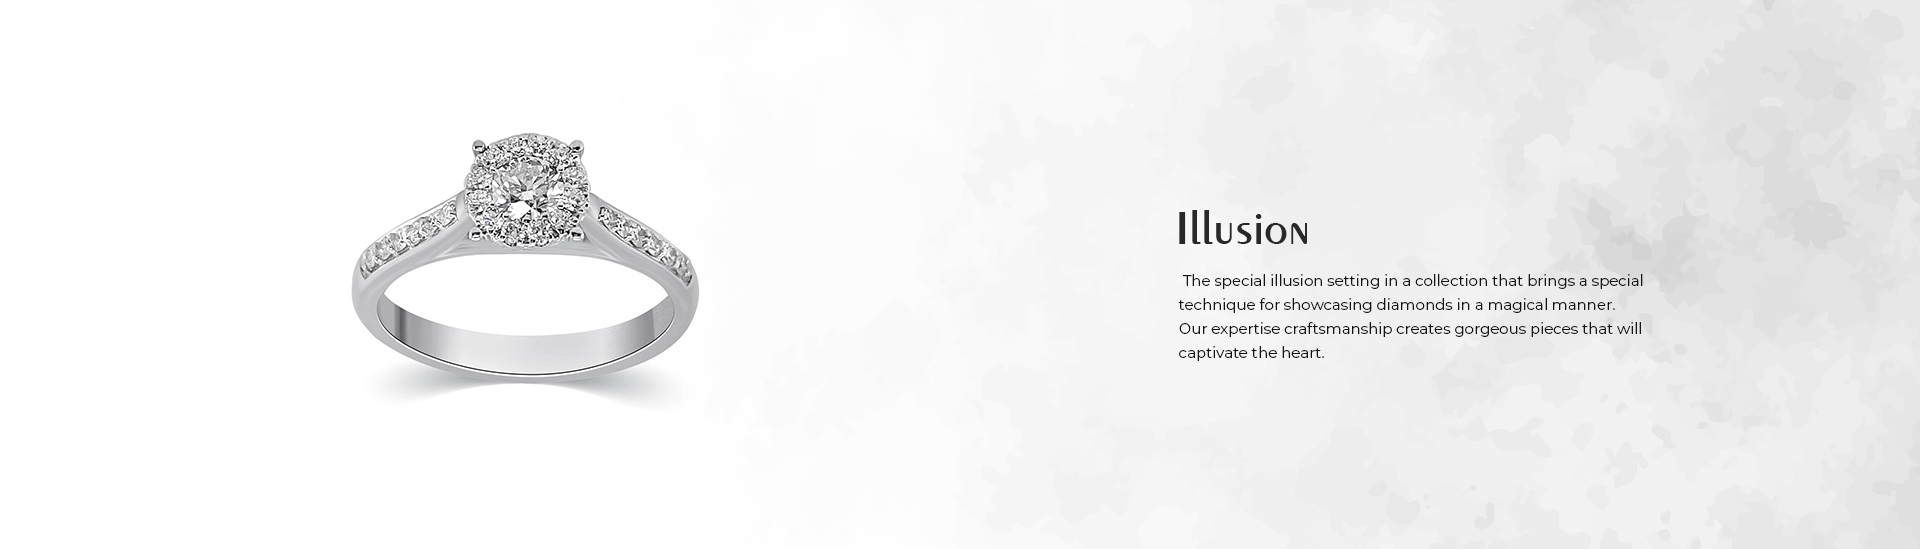 Illusion
The special illusion setting in a collection that brings a special
technique for showcasing diamonds in a magical manner.
Our expertise craftsmanship creates gorgeous pieces that will
captivate the heart.